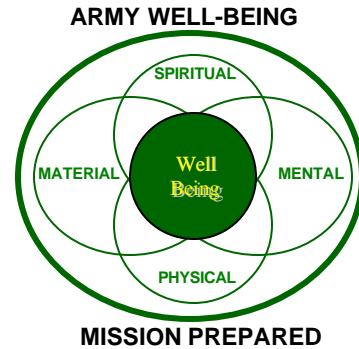 ARMY WELL-BEING
SPIRITUAL
Well
Being
MATERIAL
MENTAL
PHYSICAL
MISSION PREPARED